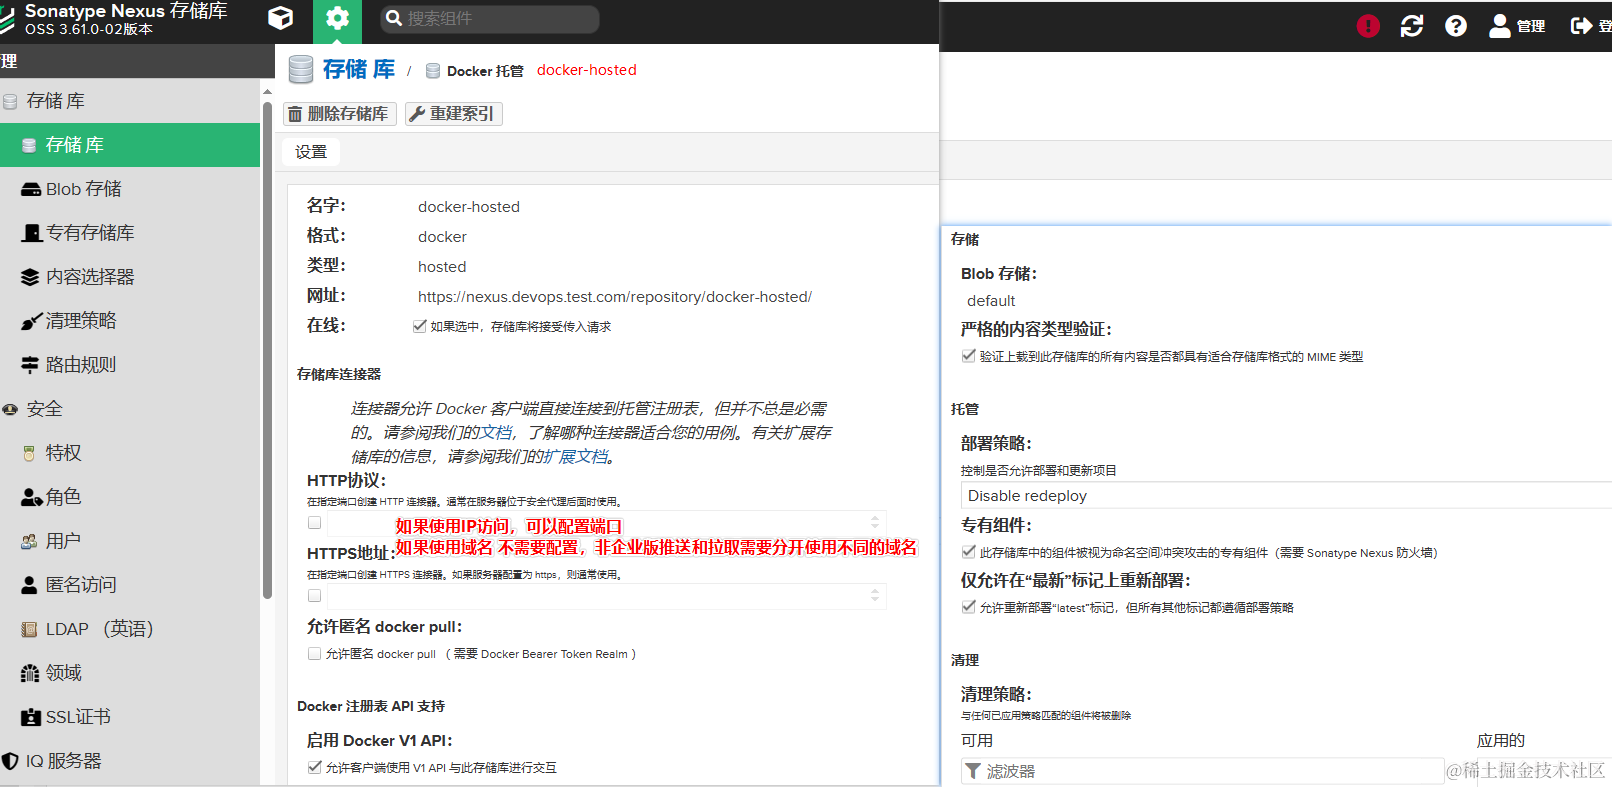 Sonatype Nexus 存储库
OSS 3.61.0-02版本
搜索组件
管理
登
理
存储 库
存储 库
Blob 存储
专有存储库
内容选择器
清理策略
路由规则
安全
特权
角色
用户
匿名访问
LDAP （英语）
领域
SSL证书
IQ 服务器
存储 库 / Docker 托管 docker-hosted
删除存储库 重建索引
设置
名字： docker-hosted
格式： docker
类型： hosted
网址： https://nexus.devops.test.com/repository/docker-hosted/
在线： 如果选中，存储库将接受传入请求
存储库连接器
连接器允许 Docker 客户端直接连接到托管注册表，但并不总是必需
的。请参阅我们的文档，了解哪种连接器适合您的用例。有关扩展存
储库的信息，请参阅我们的扩展文档。
HTTP协议：
在指定端口创建 HTTP 连接器。通常在服务器位于安全代理后面时使用。
如果使用IP访问，可以配置端口
HTTPS地址：
如果使用域名 不需要配置，非企业版推送和拉取需要分开使用不同的域名
在指定端口创建 HTTPS 连接器。如果服务器配置为 https，则通常使用。
允许匿名 docker pull：
允许匿名 docker pull （ 需要 Docker Bearer Token Realm ）
Docker 注册表 API 支持
启用 Docker V1 API：
允许客户端使用 V1 API 与此存储库进行交互
存储
Blob 存储：
default
严格的内容类型验证：
验证上载到此存储库的所有内容是否都具有适合存储库格式的 MIME 类型
托管
部署策略：
控制是否允许部署和更新项目
Disable redeploy
专有组件：
此存储库中的组件被视为命名空间冲突攻击的专有组件（需要 Sonatype Nexus 防火墙）
仅允许在“最新”标记上重新部署：
允许重新部署“latest”标记，但所有其他标记都遵循部署策略
清理
清理策略：
与任何已应用策略匹配的组件将被删除
可用 应用的
滤波器
@稀土掘金技术社区